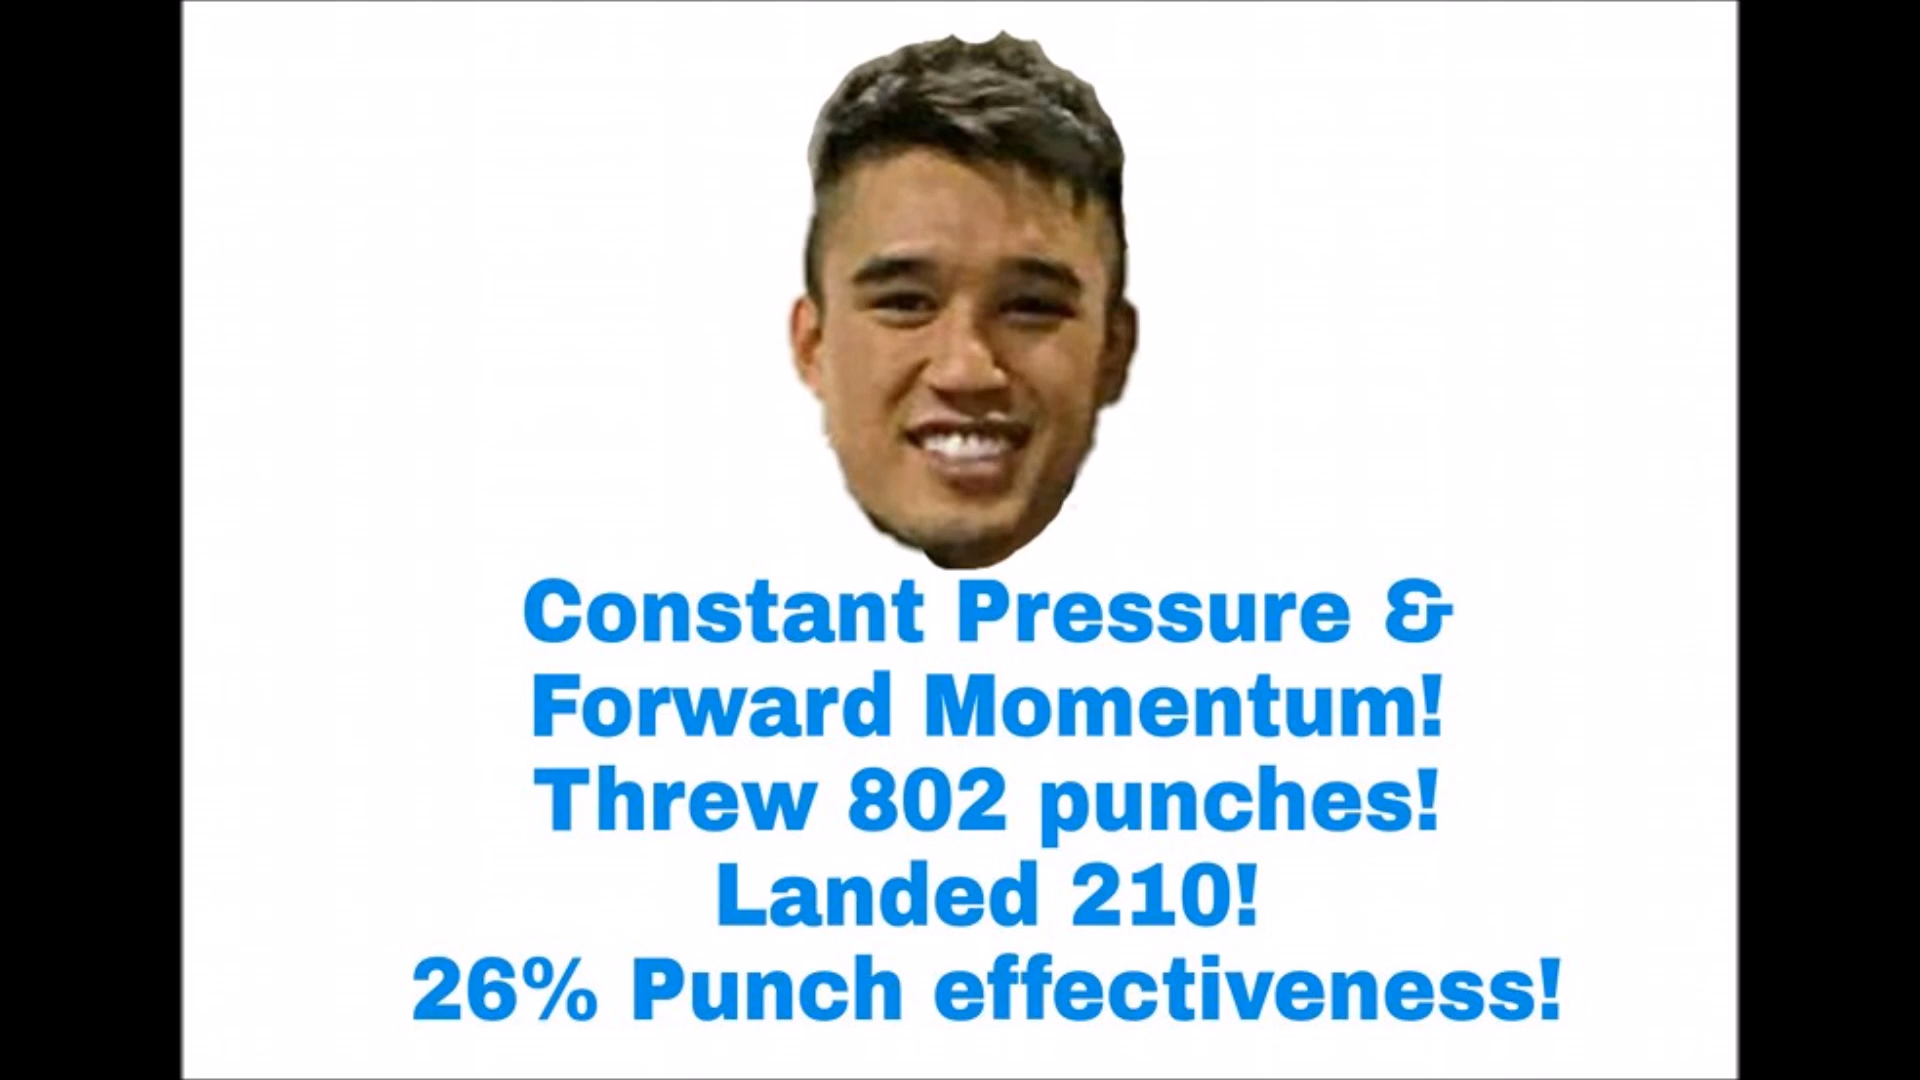 Constant Pressure &
Forward Momentum!
Threw 802 punches!
Landed 210!
26% Punch effectiveness!